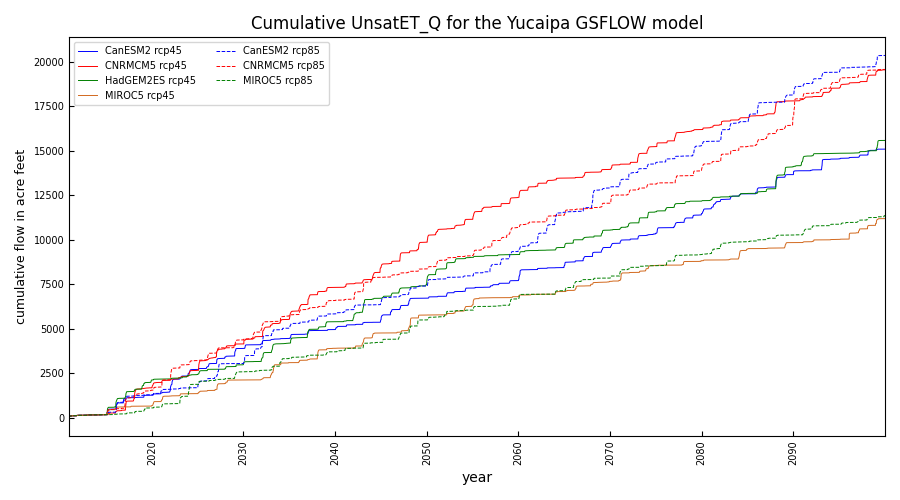 Cumulative UnsatET_Q for the Yucaipa GSFLOW model
CanESM2 rcp45
CNRMCM5 rcp45
HadGEM2ES rcp45
MIROC5 rcp45
CanESM2 rcp85
CNRMCM5 rcp85
MIROC5 rcp85
cumulative flow in acre feet
20000
17500
15000
12500
10000
7500
5000
2500
0
2020
2030
2040
2050
2060
2070
2080
2090
year